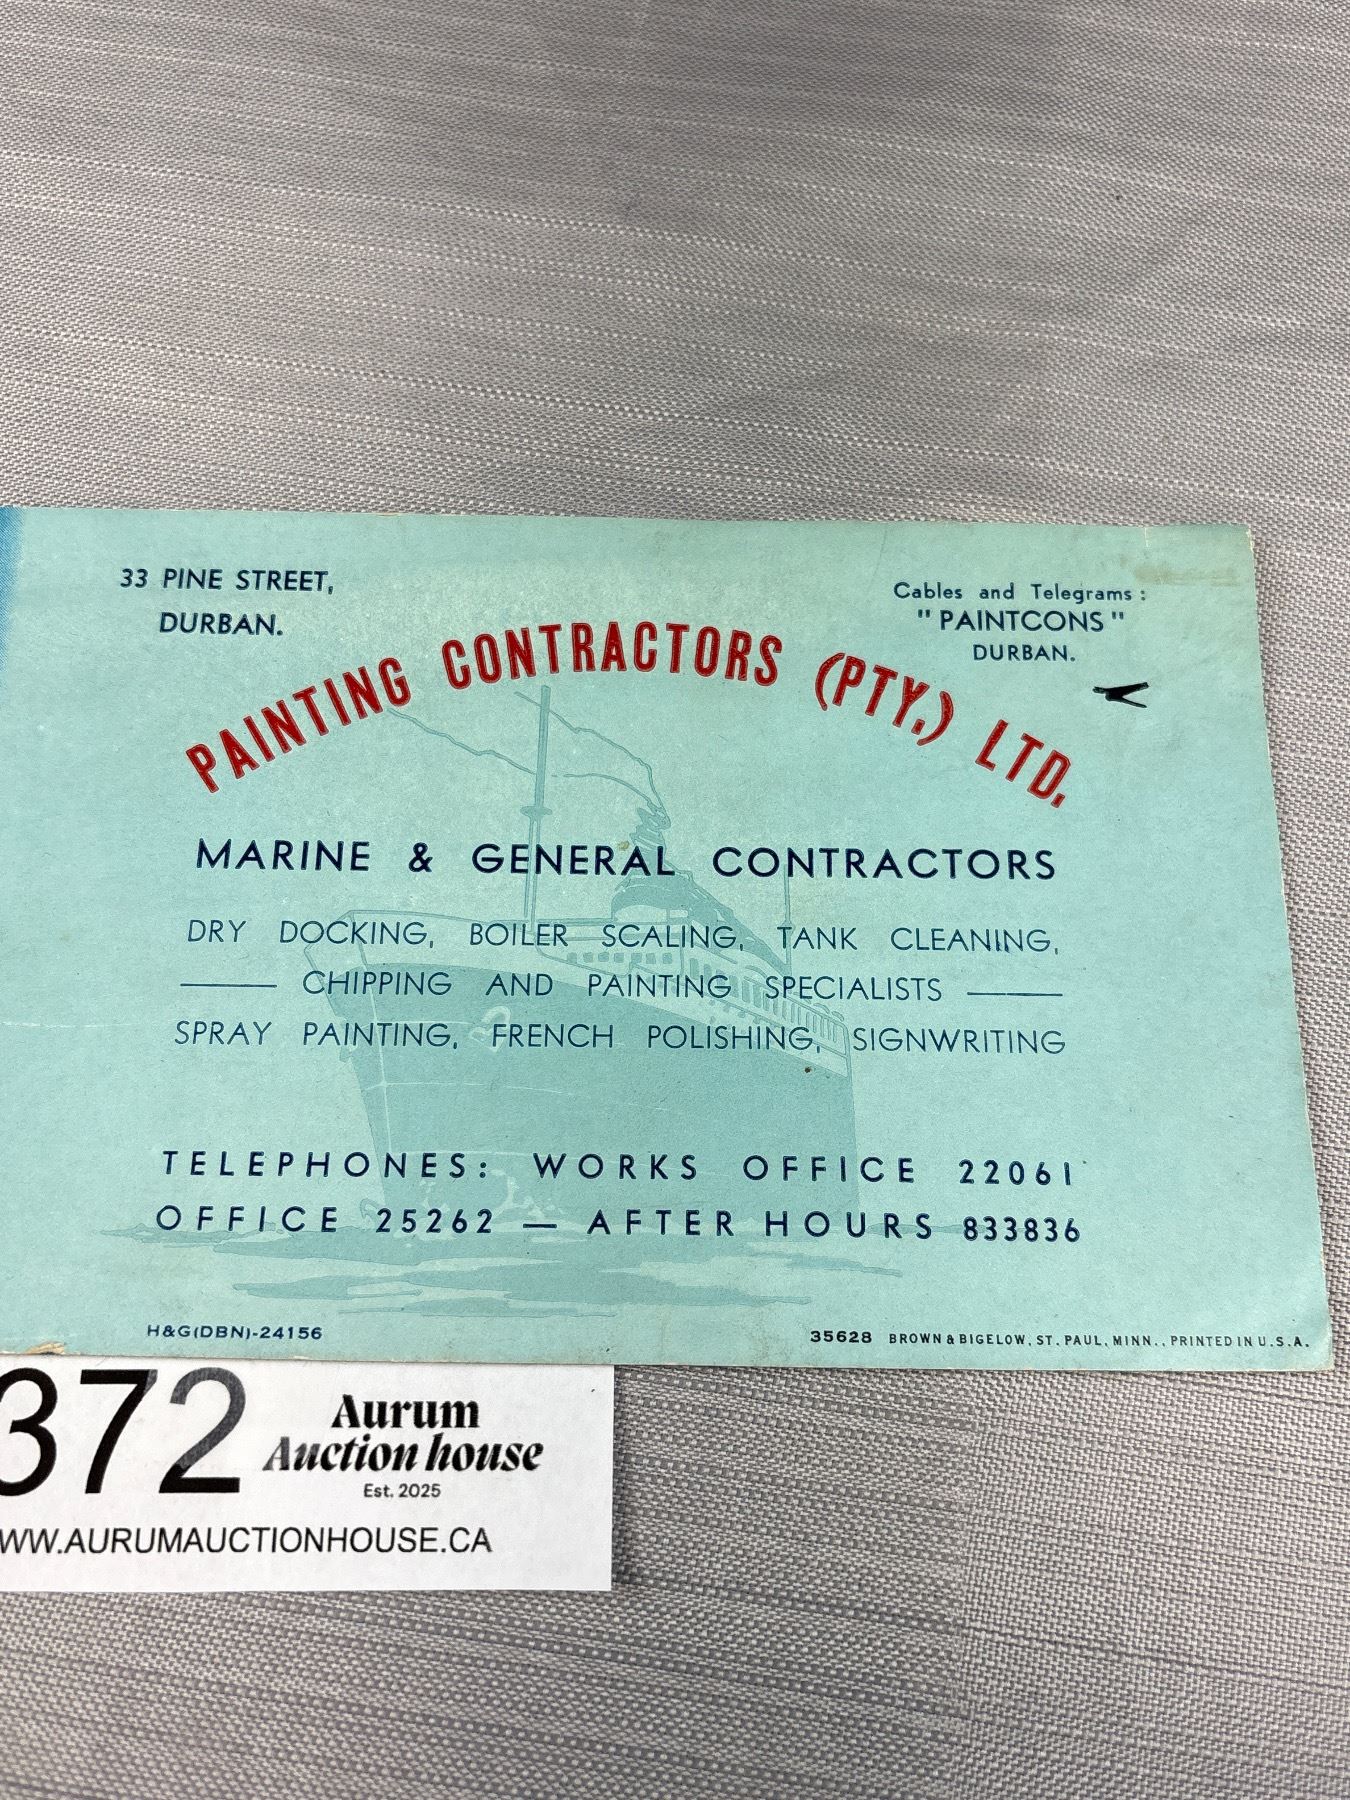 33 PINE STREET,
DURBAN.
Cables and Telegrams:
"PAINTCONS"
DURBAN.
PAINTING CONTRACTORS (PTY.) LTD.
MARINE & GENERAL CONTRACTORS
DRY DOCKING, BOILER SCALING, TANK CLEANING,
CHIPPING AND PAINTING SPECIALISTS
SPRAY PAINTING, FRENCH POLISHING, SIGNWRITING
TELEPHONES: WORKS OFFICE 22061
OFFICE 25262 — AFTER HOURS 833836
H&G(DBN)-24156
35628 BROWN & BIGELOW, ST. PAUL, MINN., PRINTED IN U.S.A.
372
Aurum
Auction house
Est. 2025
WW.AURUMAUCTIONHOUSE.CA